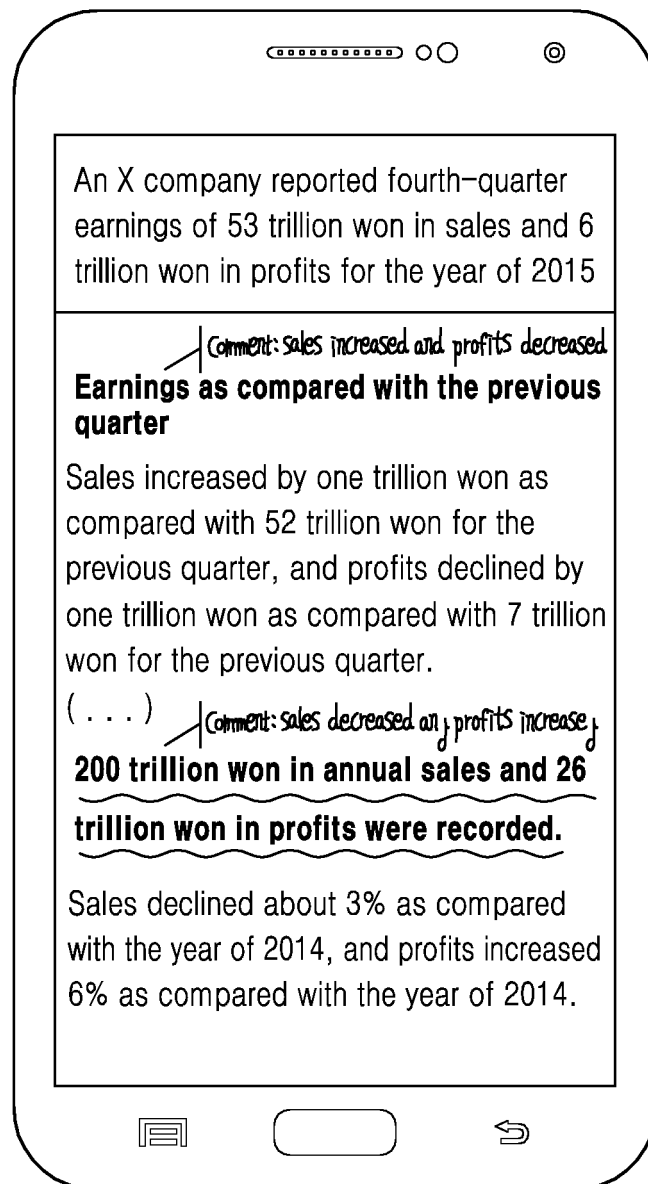 An X company reported fourth-quarter
earnings of 53 trillion won in sales and 6
trillion won in profits for the year of 2015
Comment: sales increased and profits decreased
Earnings as compared with the previous
quarter
Sales increased by one trillion won as
compared with 52 trillion won for the
previous quarter, and profits declined by
one trillion won as compared with 7 trillion
won for the previous quarter.
(...)
Comment: sales decreased and profits increased
200 trillion won in annual sales and 26
trillion won in profits were recorded.
Sales declined about 3% as compared
with the year of 2014, and profits increased
6% as compared with the year of 2014.